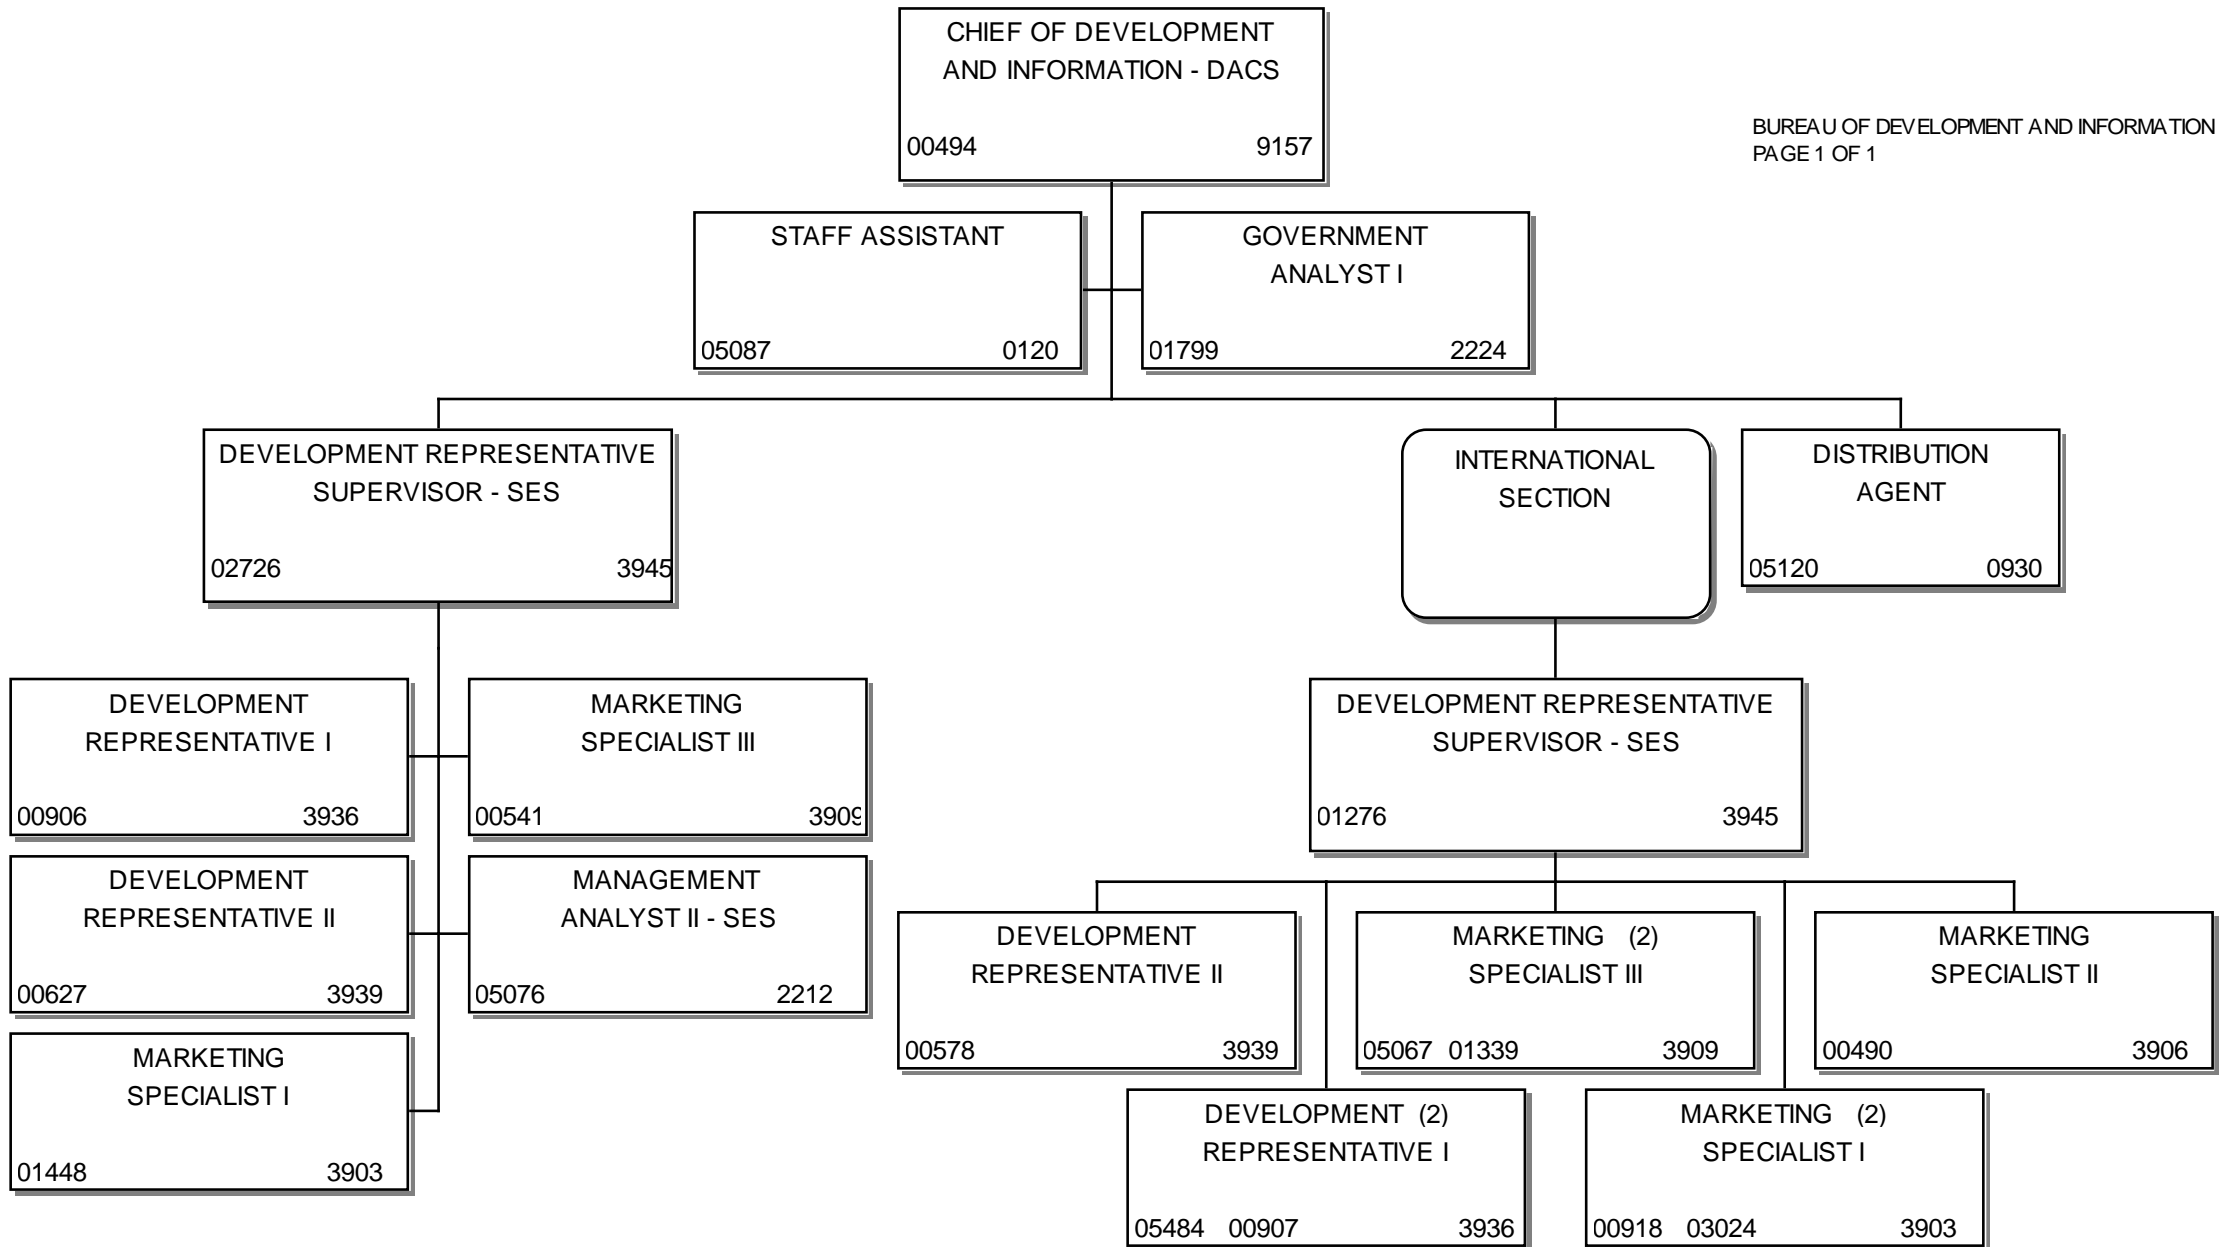 CHIEF OF DEVELOPMENT
AND INFORMATION - DACS
00494 9157
BUREAU OF DEVELOPMENT AND INFORMATION
PAGE 1 OF 1
STAFF ASSISTANT
05087 0120
GOVERNMENT
ANALYST I
01799 2224
DEVELOPMENT REPRESENTATIVE
SUPERVISOR - SES
02726 3945
INTERNATIONAL
SECTION
DISTRIBUTION
AGENT
05120 0930
DEVELOPMENT
REPRESENTATIVE I
00906 3936
MARKETING
SPECIALIST III
00541 3909
DEVELOPMENT
REPRESENTATIVE II
00627 3939
MANAGEMENT
ANALYST II - SES
05076 2212
MARKETING
SPECIALIST I
01448 3903
DEVELOPMENT REPRESENTATIVE
SUPERVISOR - SES
01276 3945
DEVELOPMENT
REPRESENTATIVE II
00578 3939
MARKETING (2)
SPECIALIST III
05067 01339 3909
MARKETING
SPECIALIST II
00490 3906
DEVELOPMENT (2)
REPRESENTATIVE I
05484 00907 3936
MARKETING (2)
SPECIALIST I
00918 03024 3903